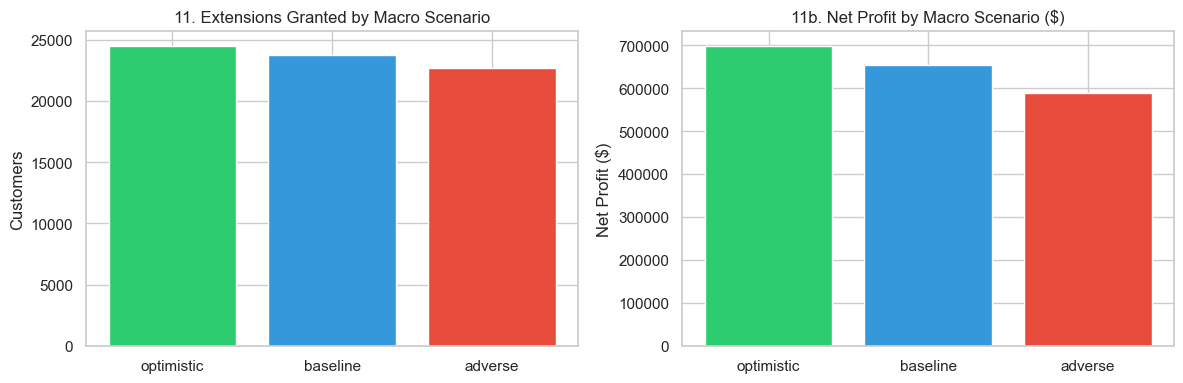 11. Extensions Granted by Macro Scenario
25000
20000
15000
10000
5000
0
Customers
optimistic baseline adverse
11b. Net Profit by Macro Scenario ($)
700000
600000
500000
400000
300000
200000
100000
0
Net Profit ($)
optimistic baseline adverse